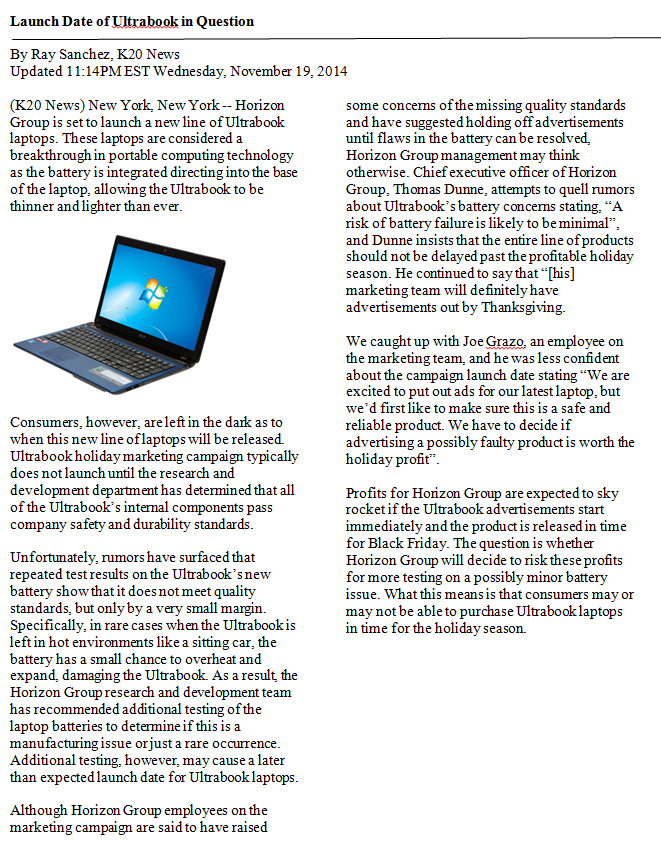 Launch Date of Ultrabook in Question
By Ray Sanchez, K20 News
Updated 11:14PM EST Wednesday, November 19, 2014
(K20 News) New York, New York -- Horizon
Group is set to launch a new line of Ultrabook
laptops. These laptops are considered a
breakthrough in portable computing technology
as the battery is integrated directing into the base
of the laptop, allowing the Ultrabook to be
thinner and lighter than ever.
Consumers, however, are left in the dark as to
when this new line of laptops will be released.
Ultrabook holiday marketing campaign typically
does not launch until the research and
development department has determined that all
of the Ultrabook's internal components pass
company safety and durability standards.
Unfortunately, rumors have surfaced that
repeated test results on the Ultrabook's new
battery show that it does not meet quality
standards, but only by a very small margin.
Specifically, in rare cases when the Ultrabook is
left in hot environments like a sitting car, the
battery has a small chance to overheat and
expand, damaging the Ultrabook. As a result, the
Horizon Group research and development team
has recommended additional testing of the
laptop batteries to determine if this is a
manufacturing issue or just a rare occurrence.
Additional testing, however, may cause a later
than expected launch date for Ultrabook laptops.
Although Horizon Group employees on the
marketing campaign are said to have raised
some concerns of the missing quality standards
and have suggested holding off advertisements
until flaws in the battery can be resolved,
Horizon Group management may think
otherwise. Chief executive officer of Horizon
Group, Thomas Dunne, attempts to quell rumors
about Ultrabook's battery concerns stating, "A
risk of battery failure is likely to be minimal",
and Dunne insists that the entire line of products
should not be delayed past the profitable holiday
season. He continued to say that "[his]
marketing team will definitely have
advertisements out by Thanksgiving.
We caught up with Joe Grazo, an employee on
the marketing team, and he was less confident
about the campaign launch date stating "We are
excited to put out ads for our latest laptop, but
we'd first like to make sure this is a safe and
reliable product. We have to decide if
advertising a possibly faulty product is worth the
holiday profit".
Profits for Horizon Group are expected to sky
rocket if the Ultrabook advertisements start
immediately and the product is released in time
for Black Friday. The question is whether
Horizon Group will decide to risk these profits
for more testing on a possibly minor battery
issue. What this means is that consumers may or
may not be able to purchase Ultrabook laptops
in time for the holiday season.